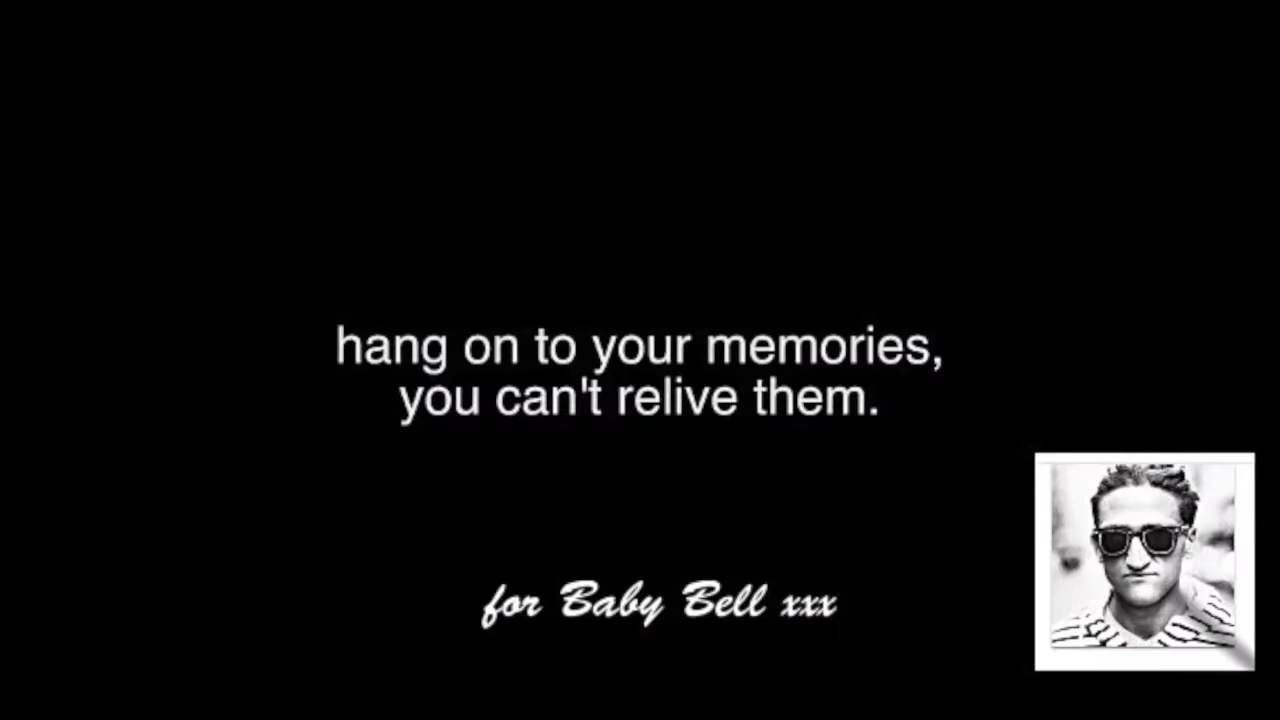 hang on to your memories,
you can't relive them.
for Baby Bell xxx